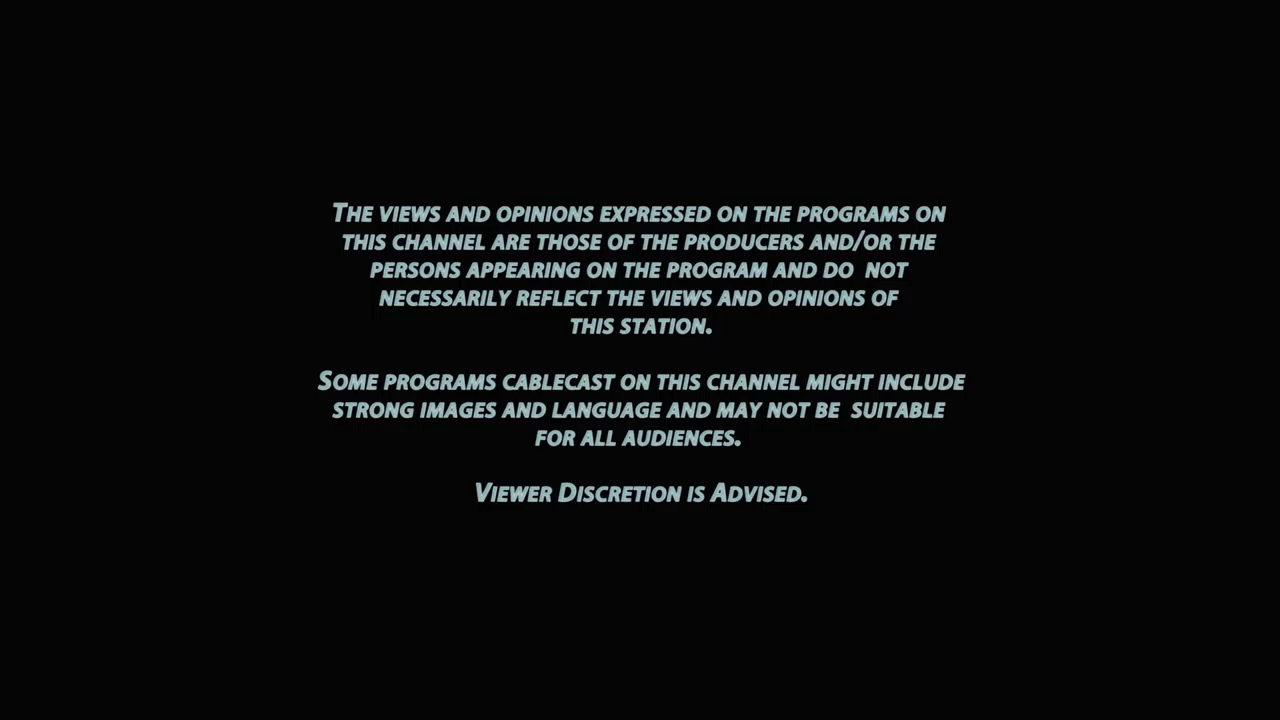 The views and opinions expressed on the programs on
this channel are those of the producers and/or the
persons appearing on the program and do  not
necessarily reflect the views and opinions of
this station.
Some programs cablecast on this channel might include
strong images and language and may not be  suitable
for all audiences.
Viewer Discretion is Advised.